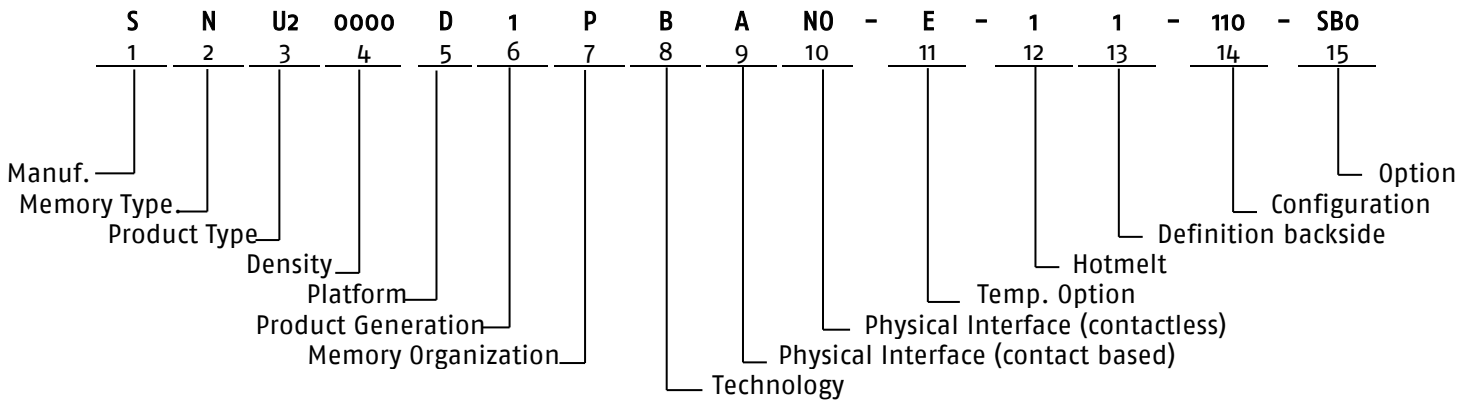 S N U2 0000 D 1 P B A N0 - E - 1 1 - 110 - SB0
1 2 3 4 5 6 7 8 9 10 11 12 13 14 15
Manuf. Option
Memory Type. Configuration
Product Type Definition backside
Density Hotmelt
Platform Temp. Option
Product Generation Physical Interface (contactless)
Memory Organization Physical Interface (contact based)
Technology